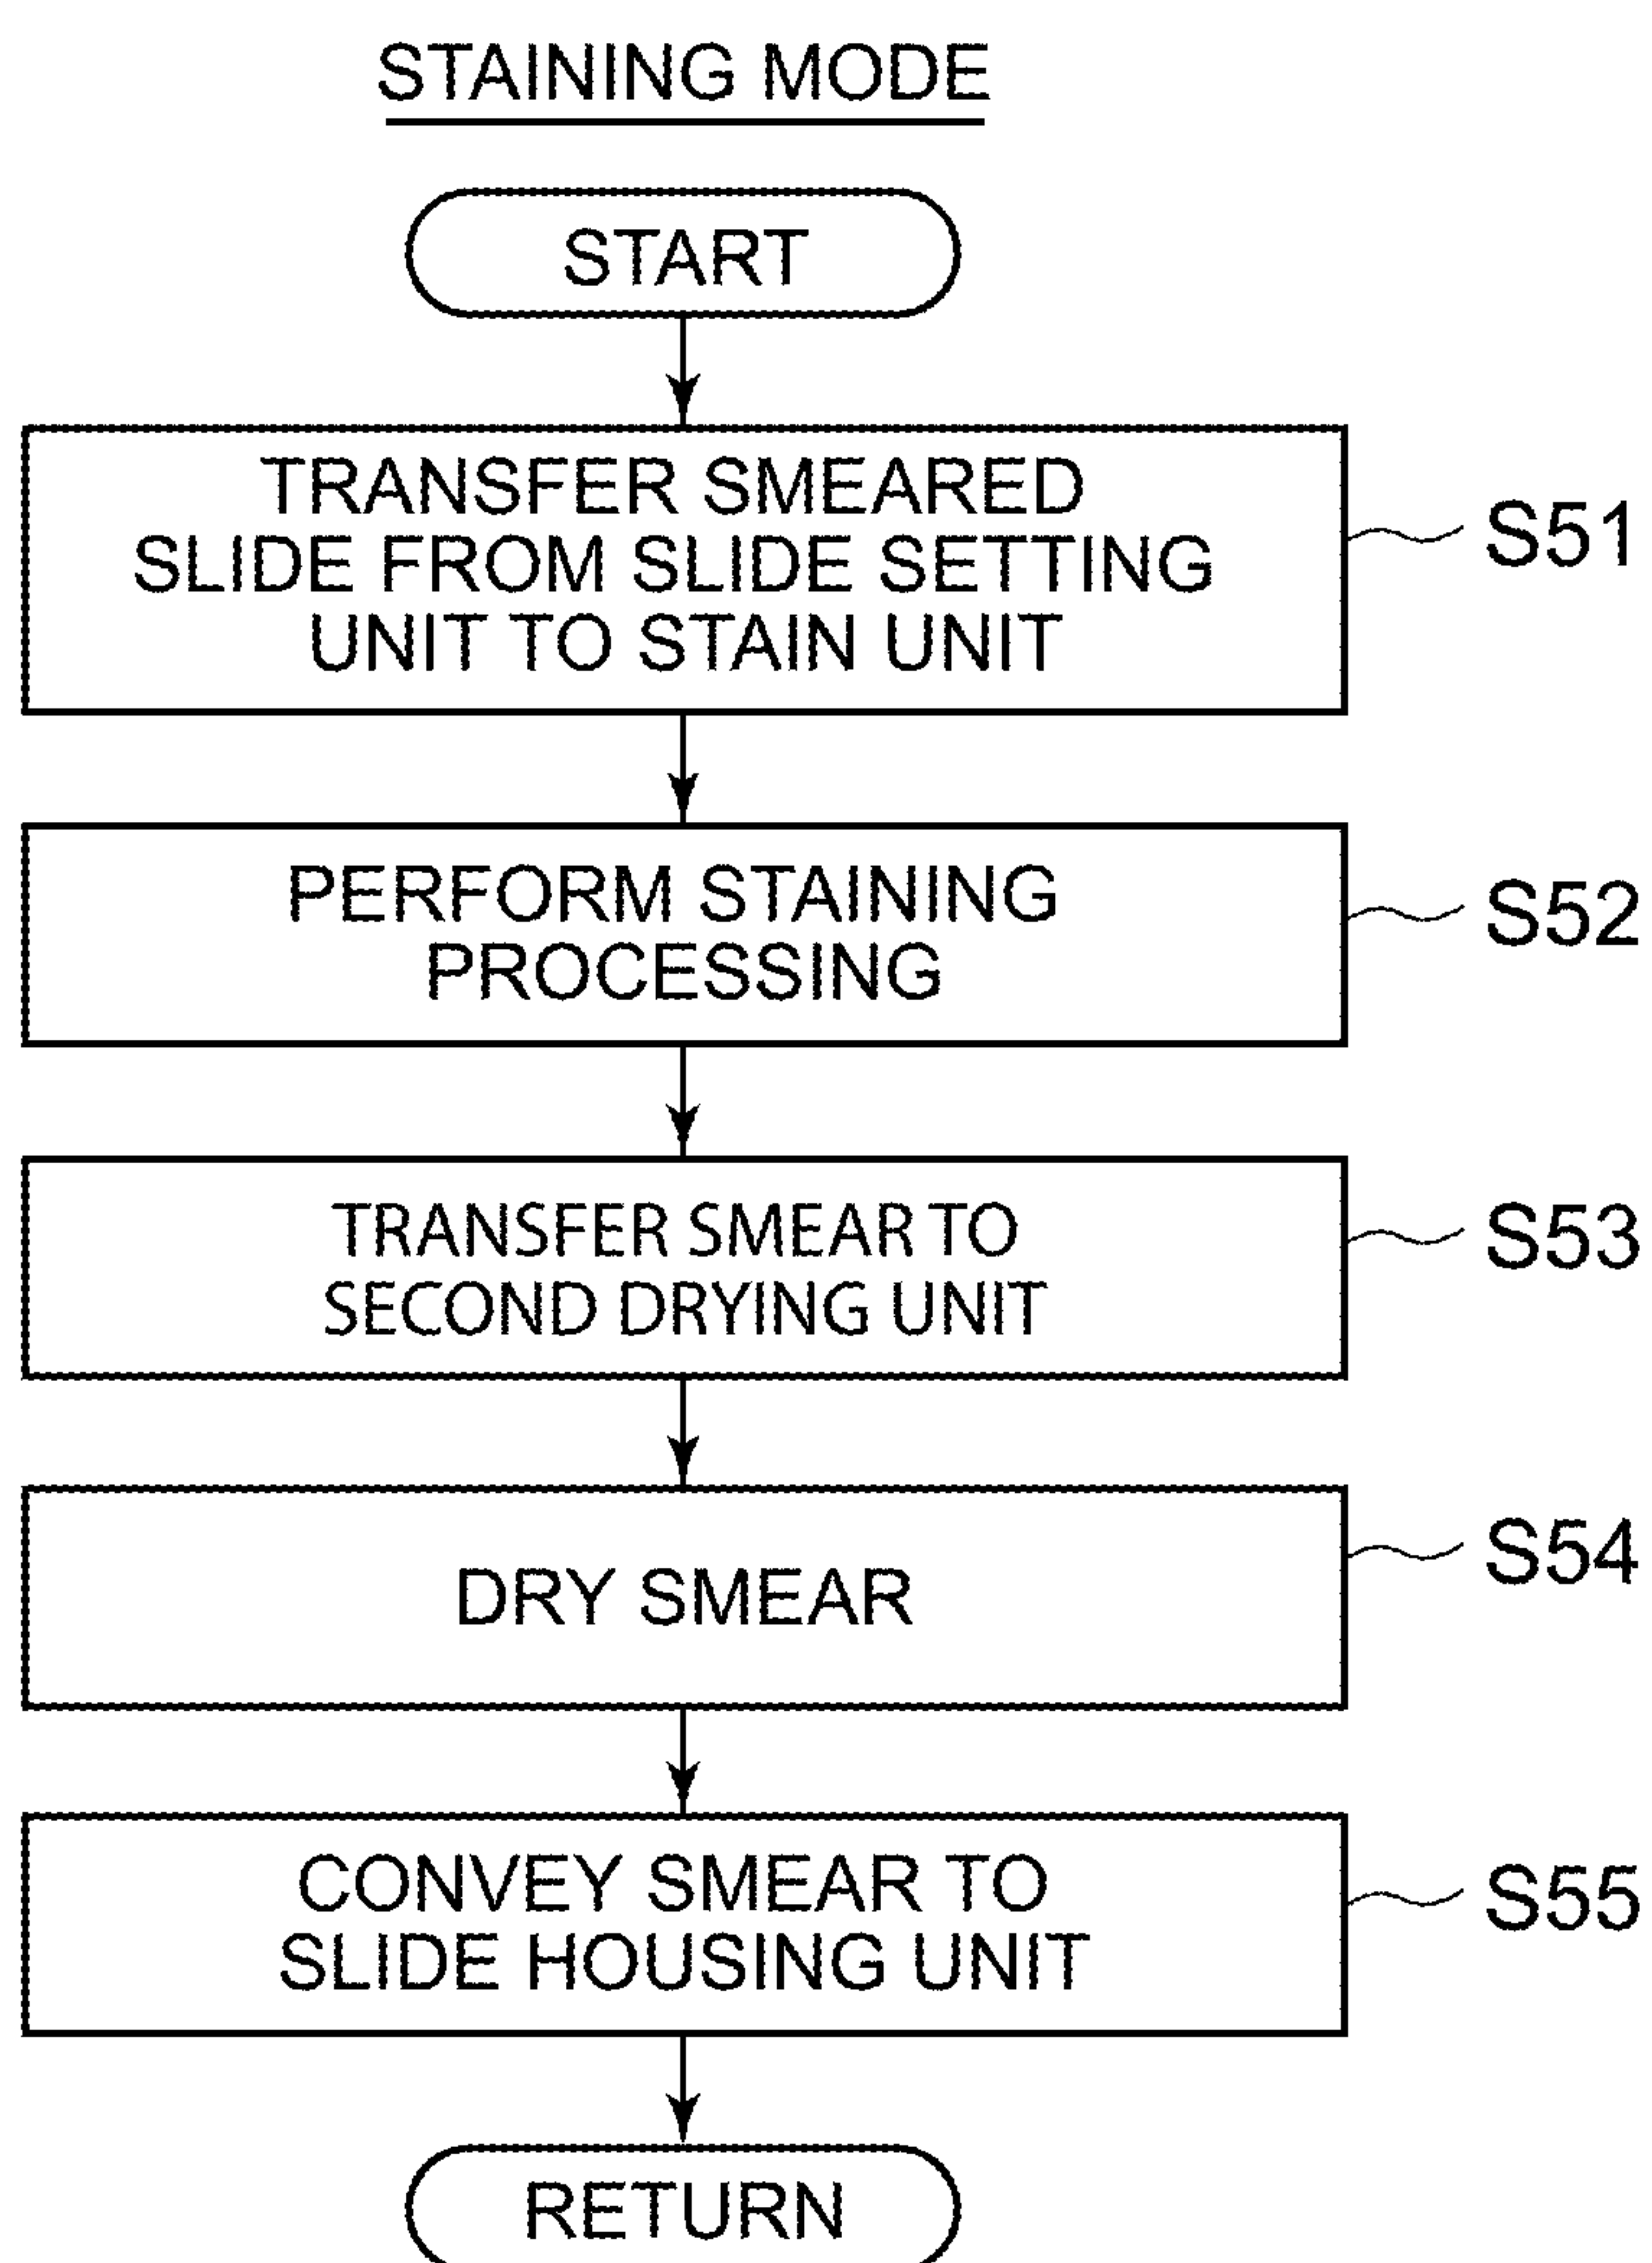 STAINING MODE
START
TRANSFER SMEARED
SLIDE FROM SLIDE SETTING
UNIT TO STAIN UNIT
S51
PERFORM STAINING
PROCESSING
S52
TRANSFER SMEAR TO
SECOND DRYING UNIT
S53
DRY SMEAR
S54
CONVEY SMEAR TO
SLIDE HOUSING UNIT
S55
RETURN